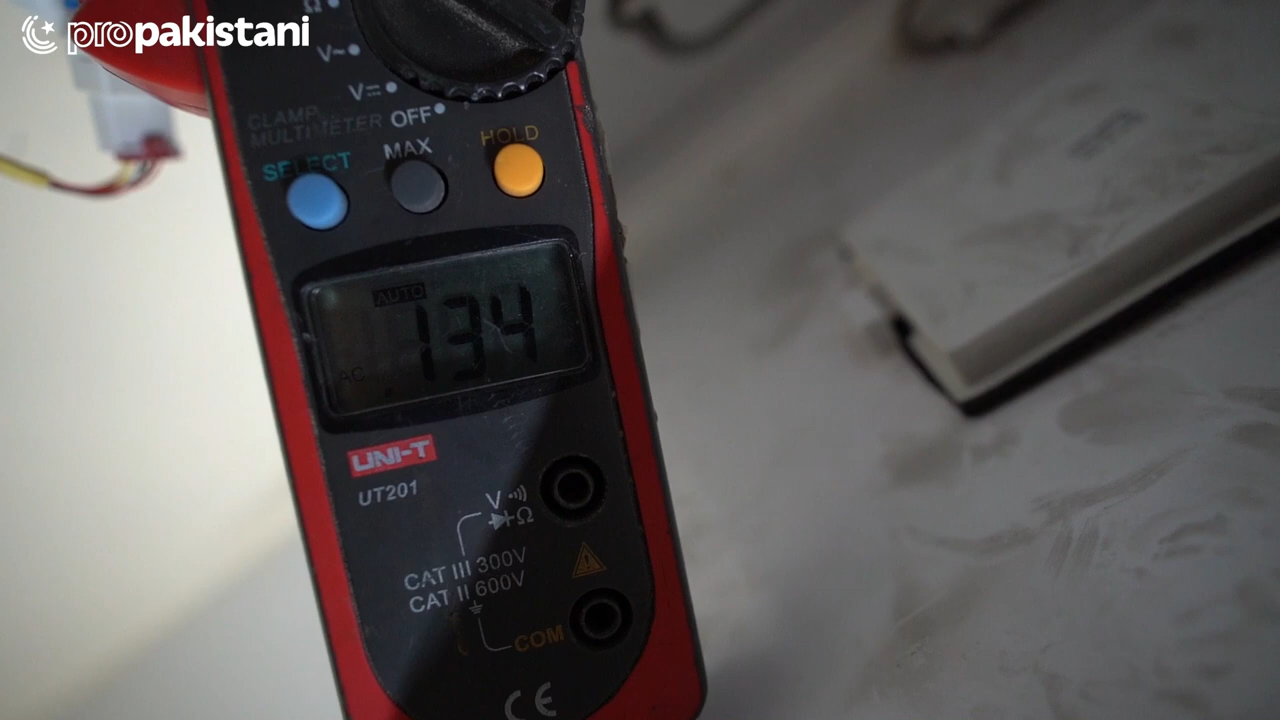 propakistani
Ω
V~
V=
OFF
CLAMP
MULTIMETER
SELECT
MAX
HOLD
AUTO
AC
.134
UNI-T
UT201
V
Ω
CAT III 300V
CAT II 600V
COM
CE